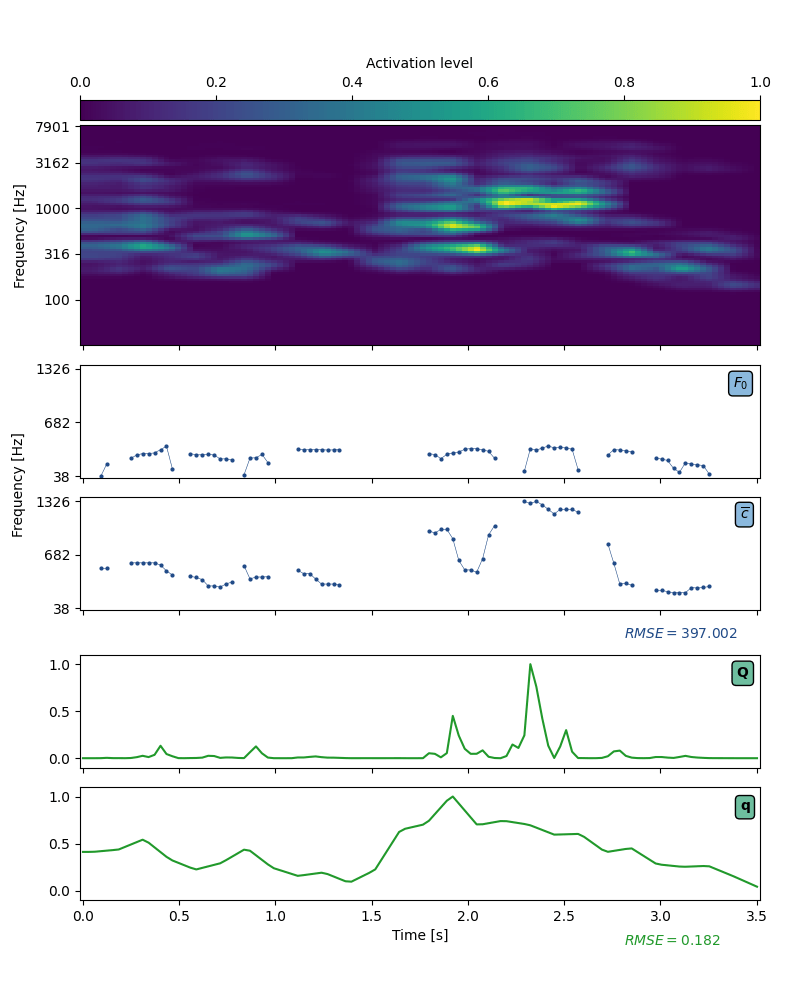 Activation level
0.0 0.2 0.4 0.6 0.8 1.0
7901
3162
1000
316
100
Frequency [Hz]
1326
682
38
F₀
Frequency [Hz]
1326
682
38
c̅
RMSE = 397.002
1.0
0.5
0.0
Q
1.0
0.5
0.0
q
0.0 0.5 1.0 1.5 2.0 2.5 3.0 3.5
Time [s]
RMSE = 0.182